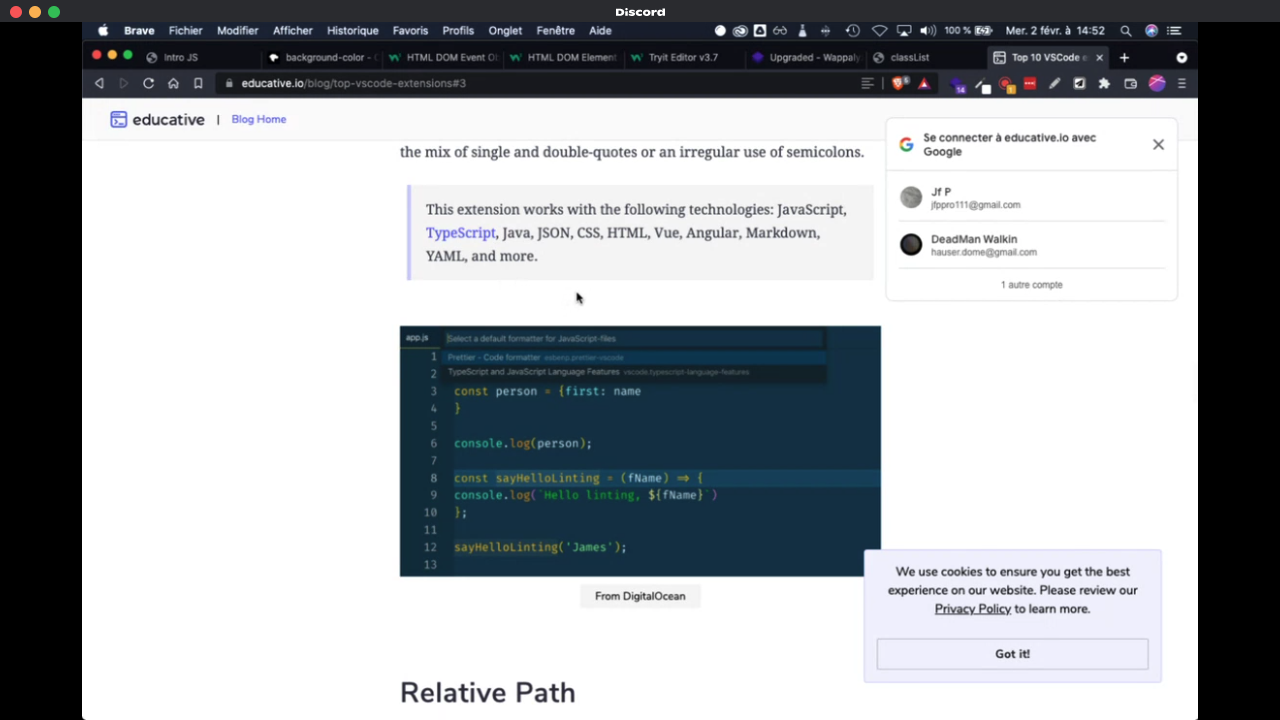 Discord
Brave Fichier Modifier Afficher Historique Favoris Profils Onglet Fenêtre Aide 100 % Mer. 2 févr. à 14:52
Intro JS background-color - HTML DOM Event Ob HTML DOM Element Tryit Editor v3.7 Upgraded - Wappaly classList Top 10 VSCode e
educative.io/blog/top-vscode-extensions#3
14 1
educative | Blog Home
the mix of single and double-quotes or an irregular use of semicolons.
This extension works with the following technologies: JavaScript,
TypeScript, Java, JSON, CSS, HTML, Vue, Angular, Markdown,
YAML, and more.
Se connecter à educative.io avec
Google
Jf P
jfppro111@gmail.com
DeadMan Walkin
hauser.dome@gmail.com
1 autre compte
app.js Select a default formatter for JavaScript-files
1 Prettier - Code formatter esbenp.prettier-vscode
2 TypeScript and JavaScript Language Features vscode.typescript-language-features
3 const person = {first: name
4 }
5
6 console.log(person);
7
8 const sayHelloLinting = (fName) => {
9 console.log(`Hello linting, ${fName}`)
10 };
11
12 sayHelloLinting('James');
13
From DigitalOcean
We use cookies to ensure you get the best
experience on our website. Please review our
Privacy Policy to learn more.
Got it!
Relative Path